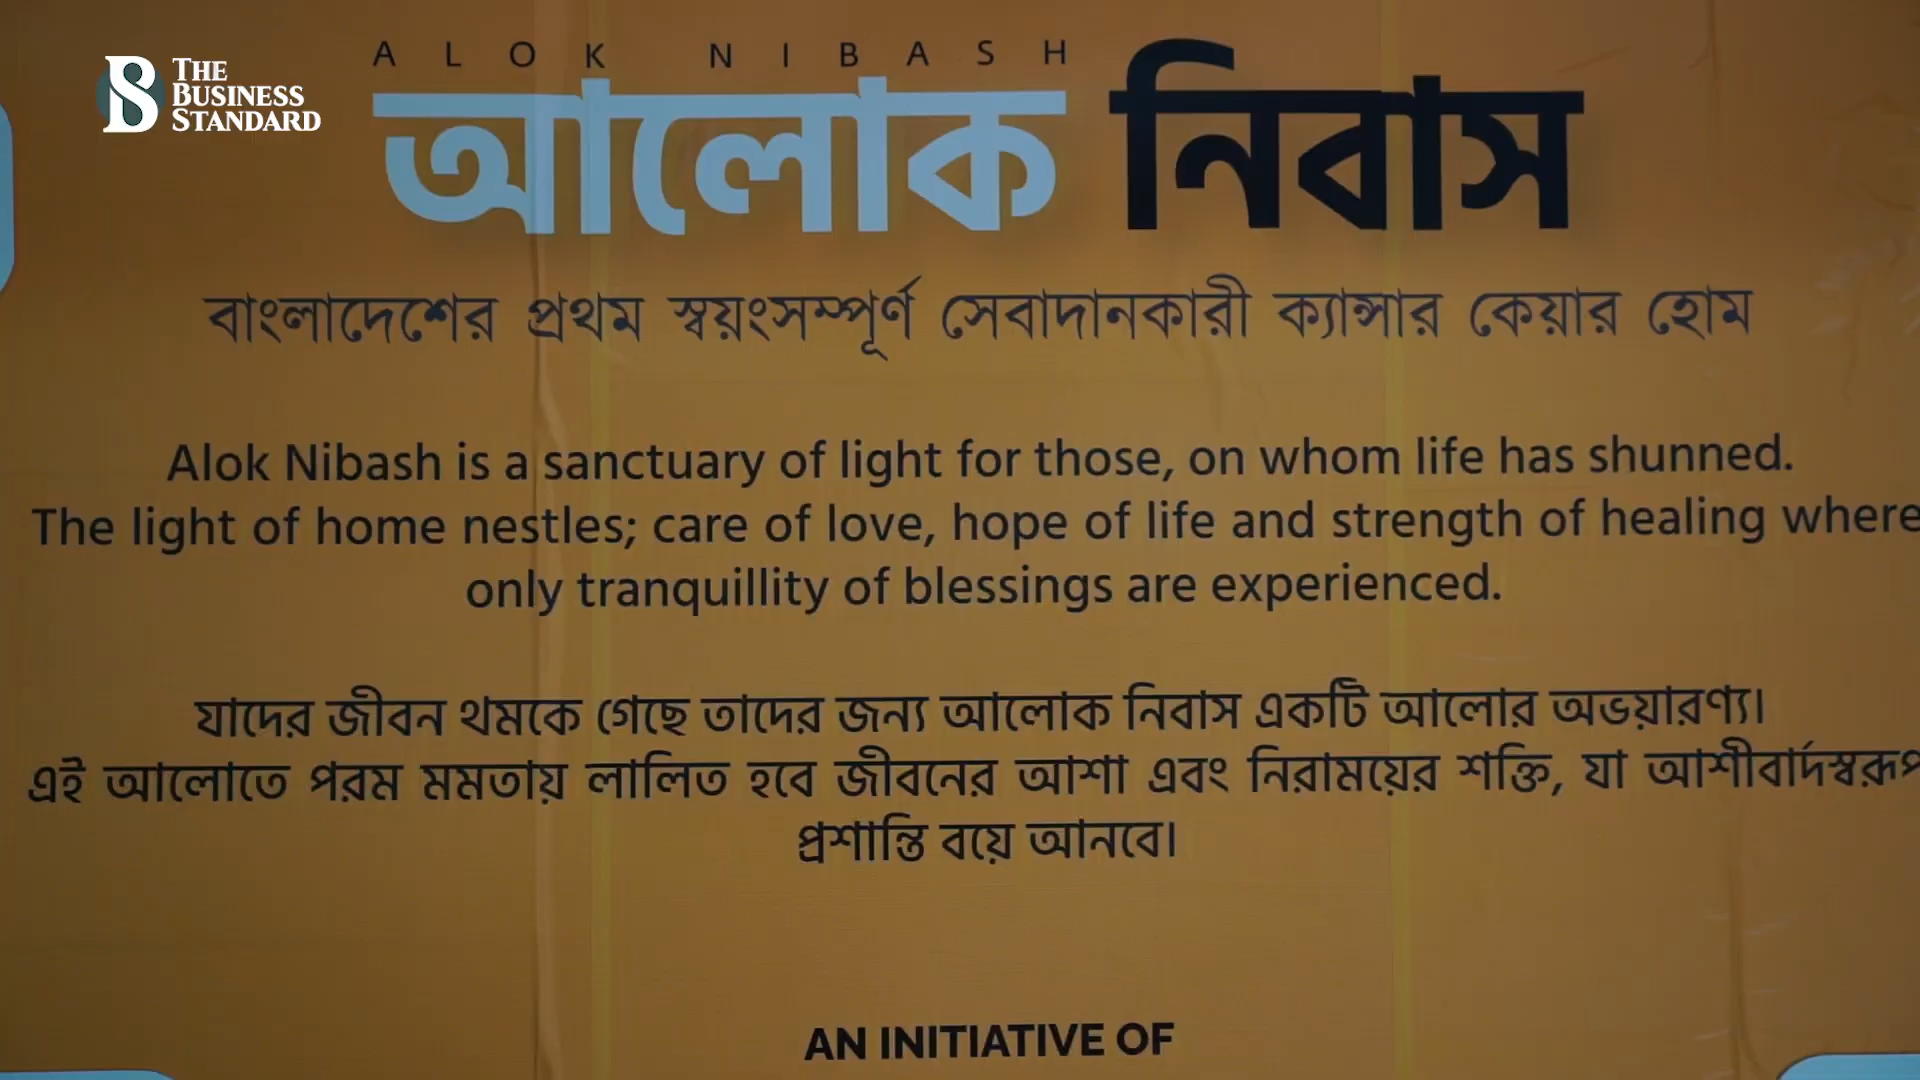 THE
BUSINESS
STANDARD
ALOK NIBASH
আলোক নিবাস
বাংলাদেশের প্রথম স্বয়ংসম্পূর্ণ সেবাদানকারী ক্যান্সার কেয়ার হোম
Alok Nibash is a sanctuary of light for those, on whom life has shunned.
The light of home nestles; care of love, hope of life and strength of healing where
only tranquillity of blessings are experienced.
যাদের জীবন থমকে গেছে তাদের জন্য আলোক নিবাস একটি আলোর অভয়ারণ্য।
এই আলোতে পরম মমতায় লালিত হবে জীবনের আশা এবং নিরাময়ের শক্তি, যা আশীবার্দস্বরূপ
প্রশান্তি বয়ে আনবে।
AN INITIATIVE OF